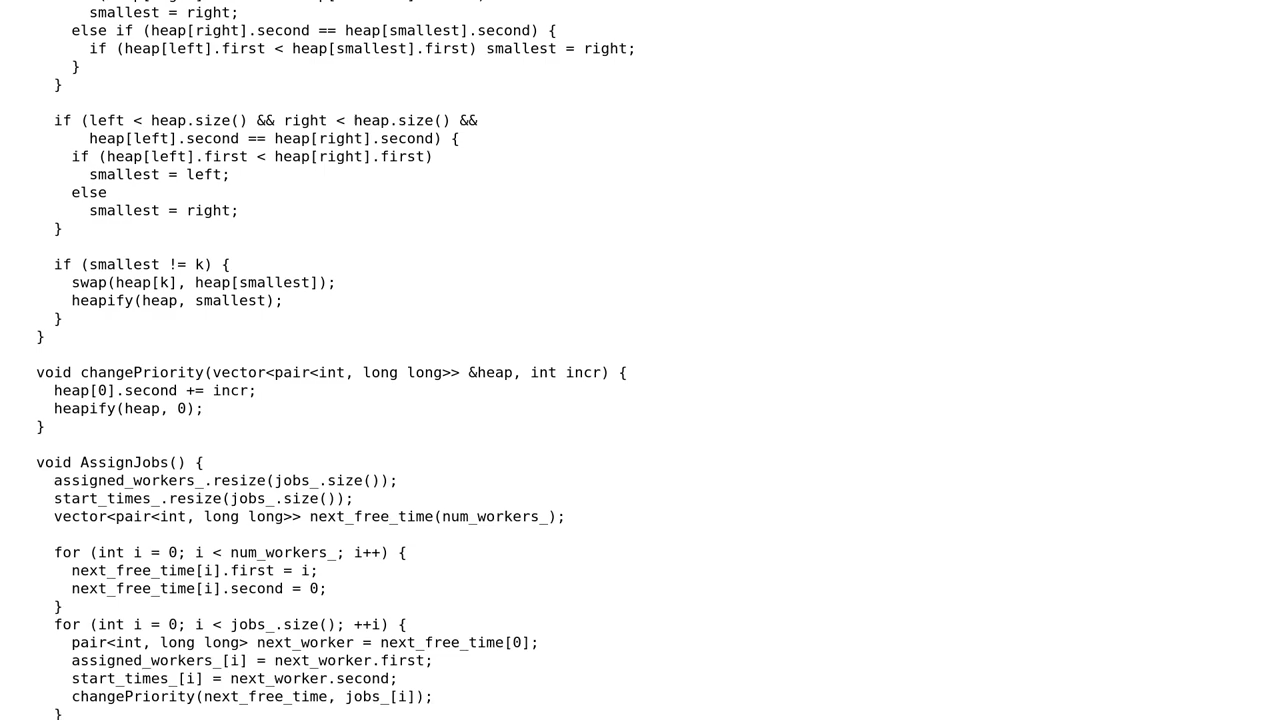 smallest = right;
else if (heap[right].second == heap[smallest].second) {
if (heap[left].first < heap[smallest].first) smallest = right;
}
}
if (left < heap.size() && right < heap.size() &&
heap[left].second == heap[right].second) {
if (heap[left].first < heap[right].first)
smallest = left;
else
smallest = right;
}
if (smallest != k) {
swap(heap[k], heap[smallest]);
heapify(heap, smallest);
}
}
void changePriority(vector<pair<int, long long>> &heap, int incr) {
heap[0].second += incr;
heapify(heap, 0);
}
void AssignJobs() {
assigned_workers_.resize(jobs_.size());
start_times_.resize(jobs_.size());
vector<pair<int, long long>> next_free_time(num_workers_);
for (int i = 0; i < num_workers_; i++) {
next_free_time[i].first = i;
next_free_time[i].second = 0;
}
for (int i = 0; i < jobs_.size(); ++i) {
pair<int, long long> next_worker = next_free_time[0];
assigned_workers_[i] = next_worker.first;
start_times_[i] = next_worker.second;
changePriority(next_free_time, jobs_[i]);
}